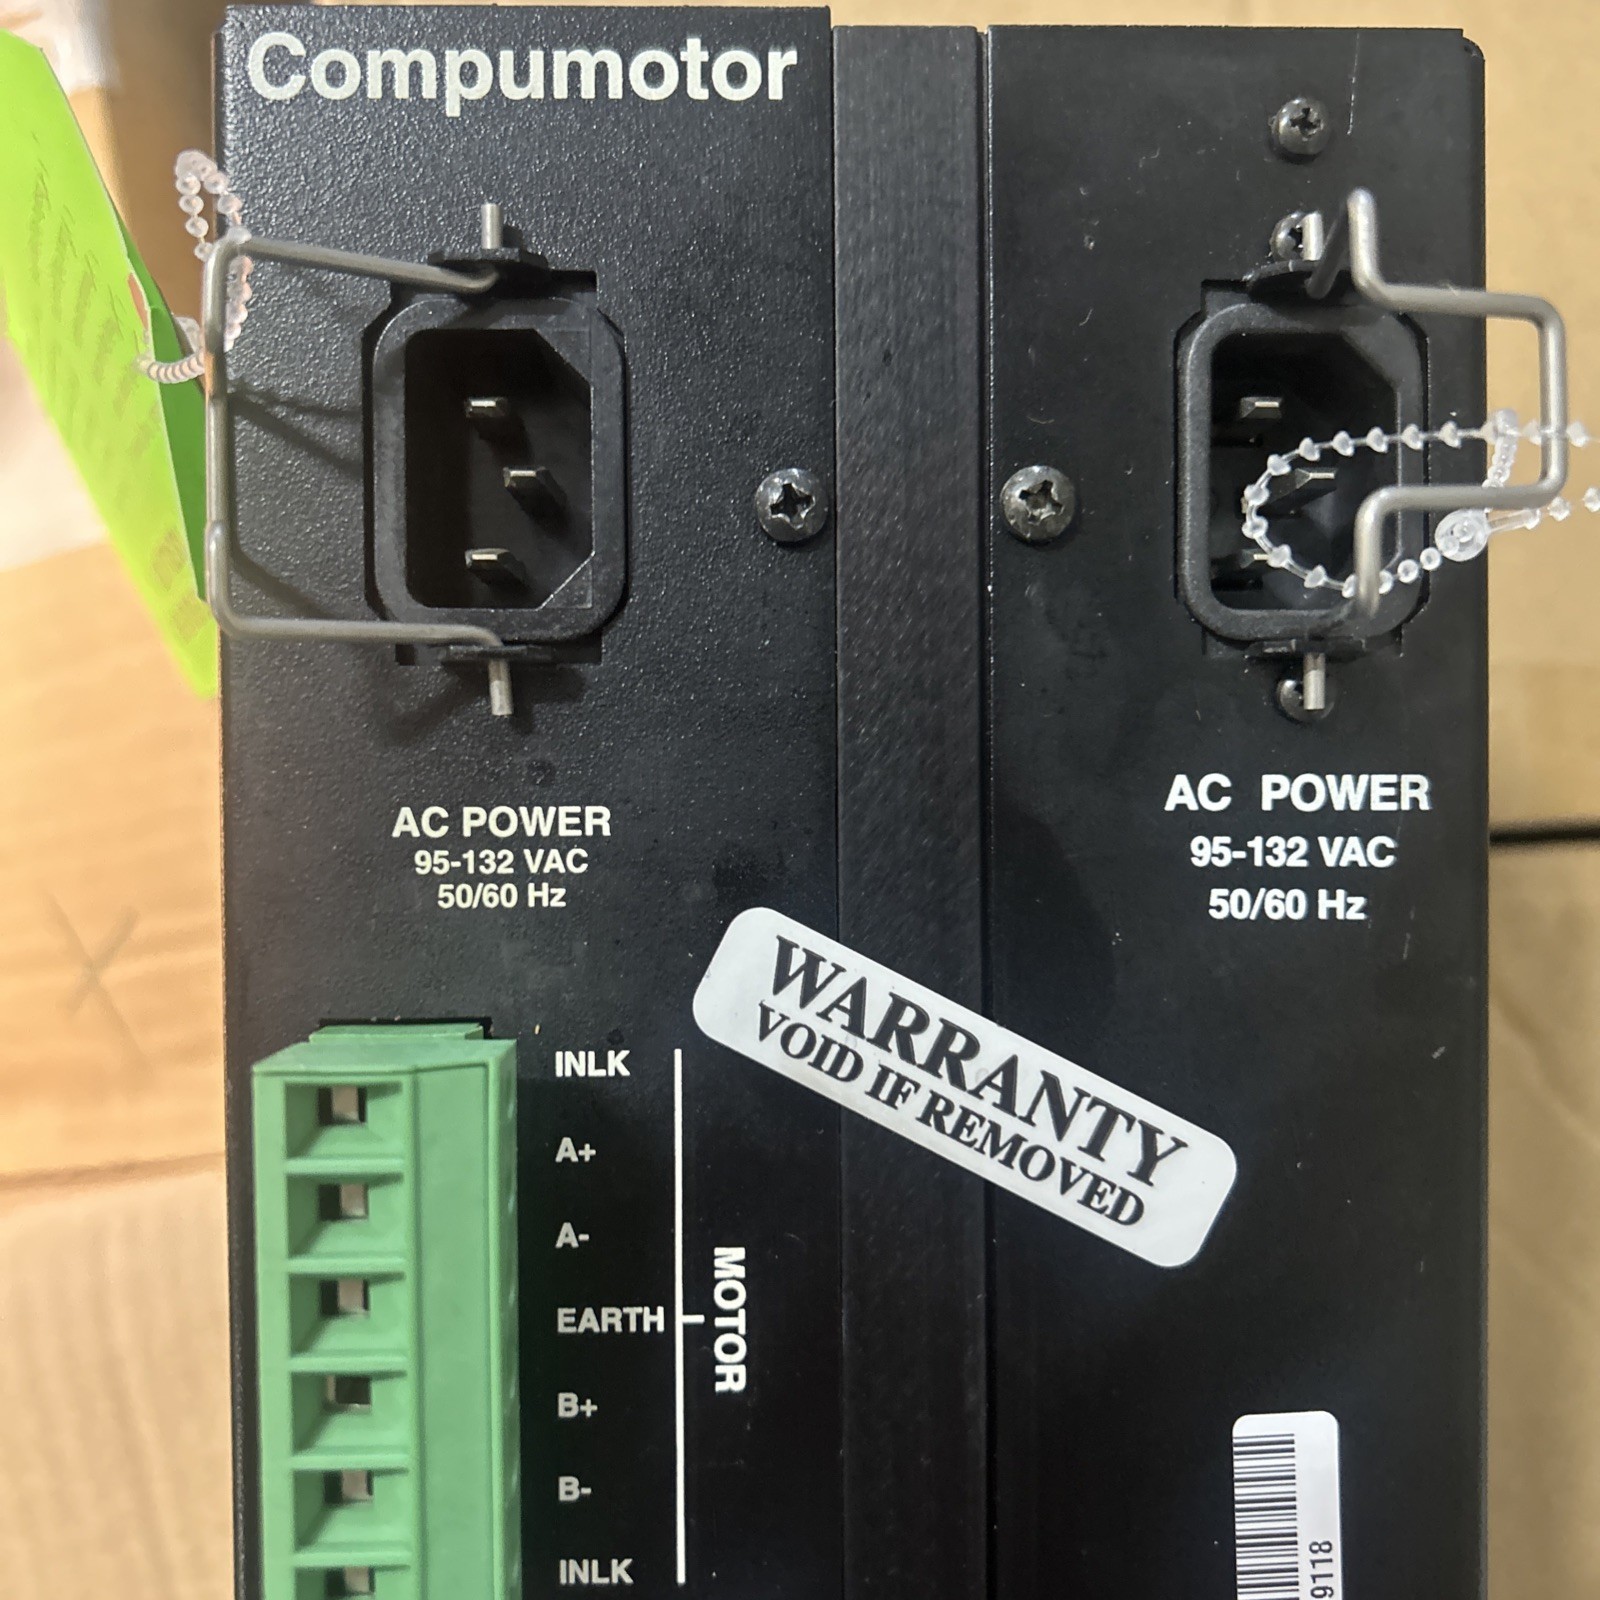 Compumotor
AC POWER
95-132 VAC
50/60 Hz
AC POWER
95-132 VAC
50/60 Hz
WARRANTY
VOID IF REMOVED
INLK
A+
A-
EARTH
B+
B-
INLK
MOTOR
9118